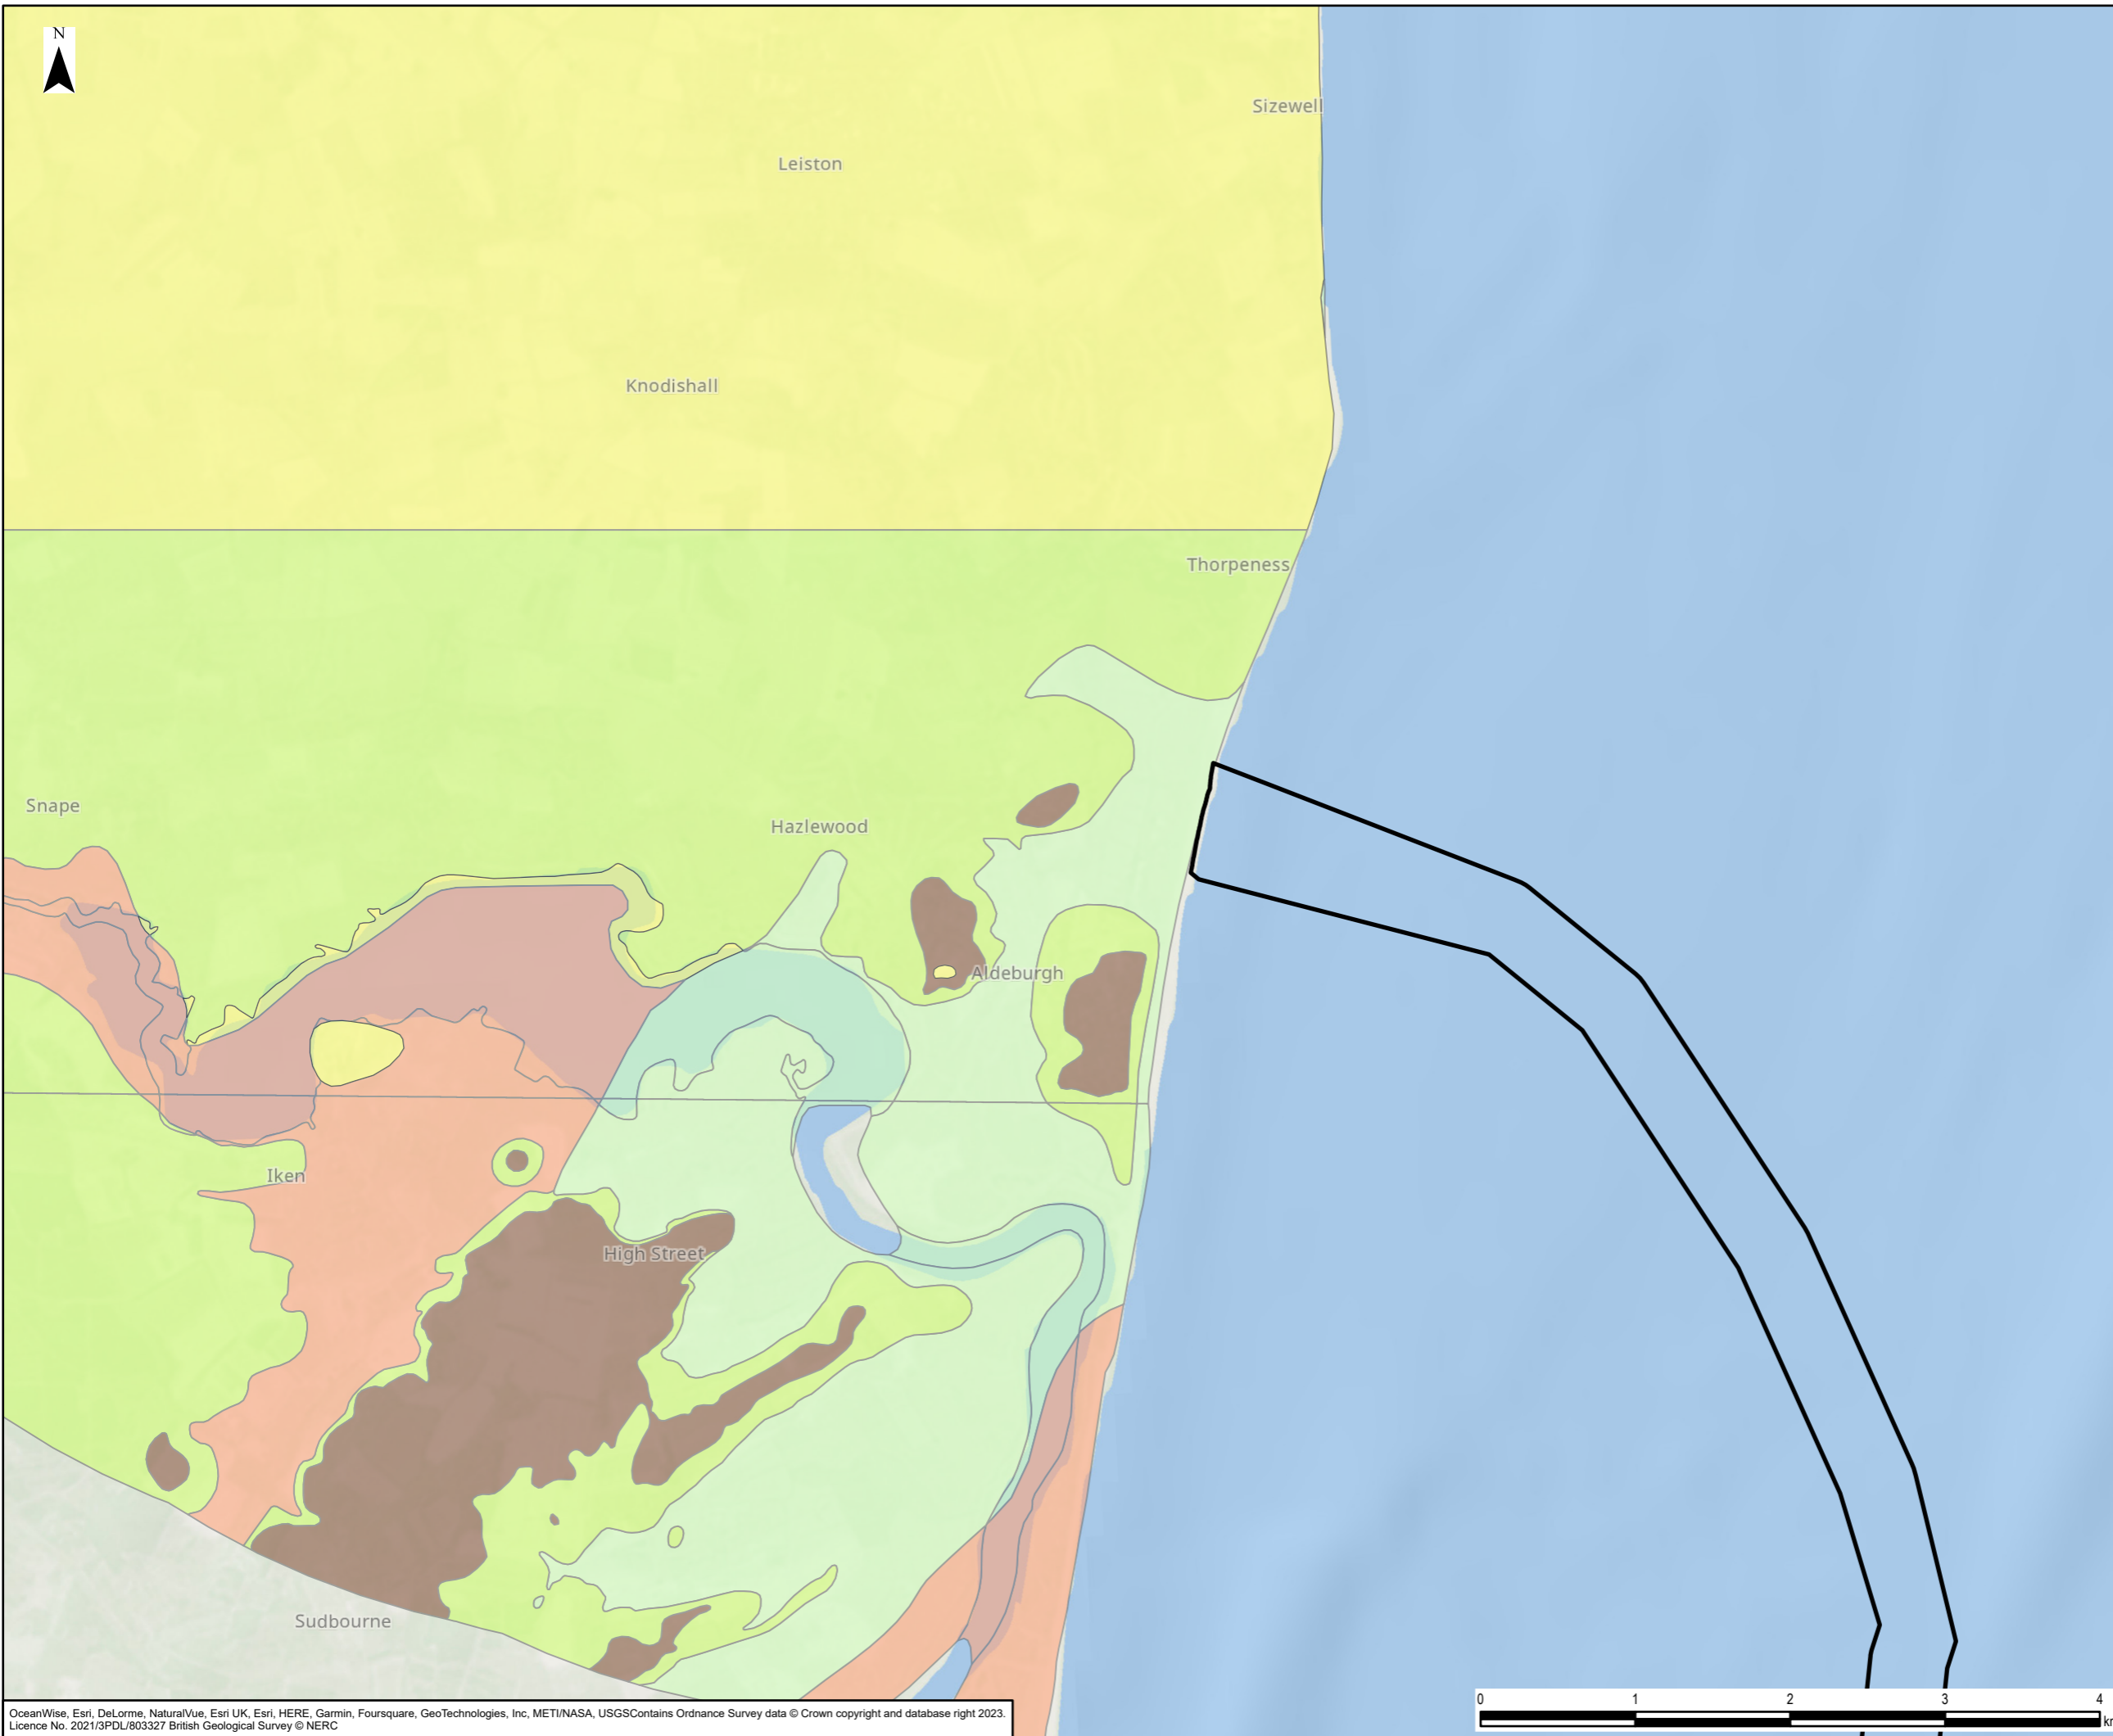 N
Sizewell
Leiston
Knodishall
Thorpeness
Snape
Hazlewood
Aldeburgh
Iken
High Street
Sudbourne
0 1 2 3 4
km
OceanWise, Esri, DeLorme, NaturalVue, Esri UK, Esri, HERE, Garmin, Foursquare, GeoTechnologies, Inc, METI/NASA, USGSContains Ordnance Survey data © Crown copyright and database right 2023.
Licence No. 2021/3PDL/803327 British Geological Survey © NERC